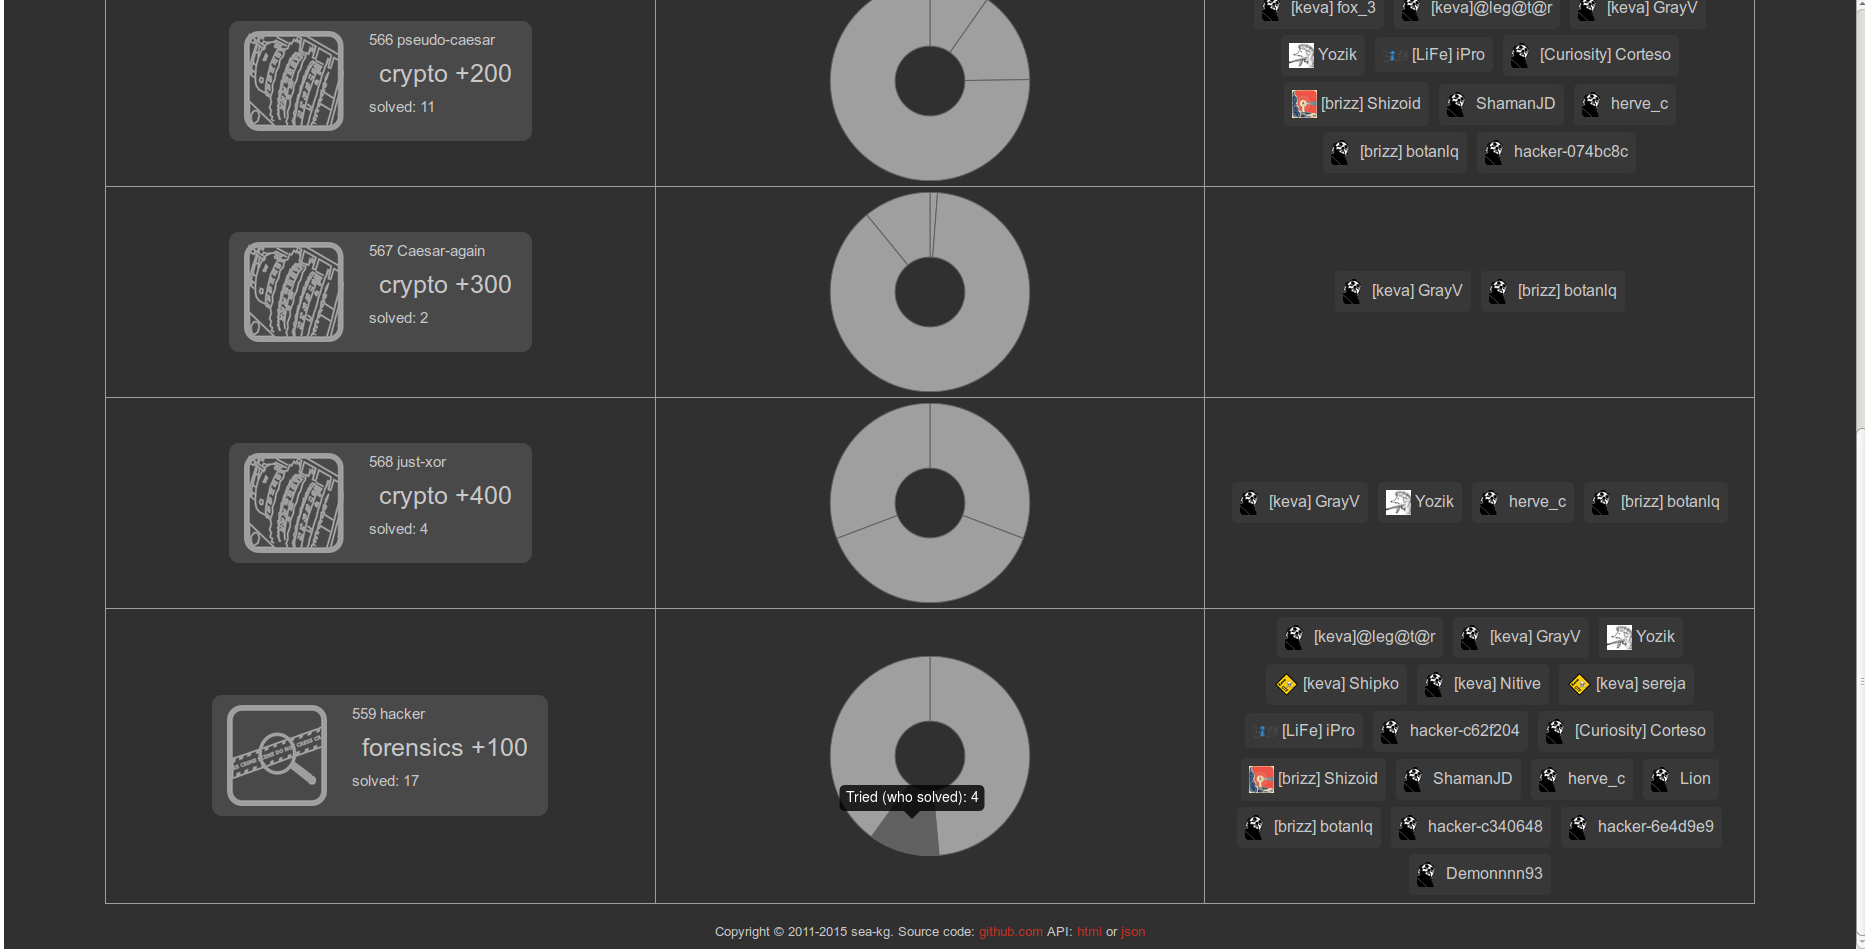 [keva] fox_3 [keva]@leg@t@r [keva] GrayV
566 pseudo-caesar
crypto +200
solved: 11
Yozik [LiFe] iPro [Curiosity] Corteso
[brizz] Shizoid ShamanJD herve_c
[brizz] botanlq hacker-074bc8c
567 Caesar-again
crypto +300
solved: 2
[keva] GrayV [brizz] botanlq
568 just-xor
crypto +400
solved: 4
[keva] GrayV Yozik herve_c [brizz] botanlq
559 hacker
forensics +100
solved: 17
Tried (who solved): 4
[keva]@leg@t@r [keva] GrayV Yozik
[keva] Shipko [keva] Nitive [keva] sereja
[LiFe] iPro hacker-c62f204 [Curiosity] Corteso
[brizz] Shizoid ShamanJD herve_c Lion
[brizz] botanlq hacker-c340648 hacker-6e4d9e9
Demonnnn93
Copyright © 2011-2015 sea-kg. Source code: github.com API: html or json